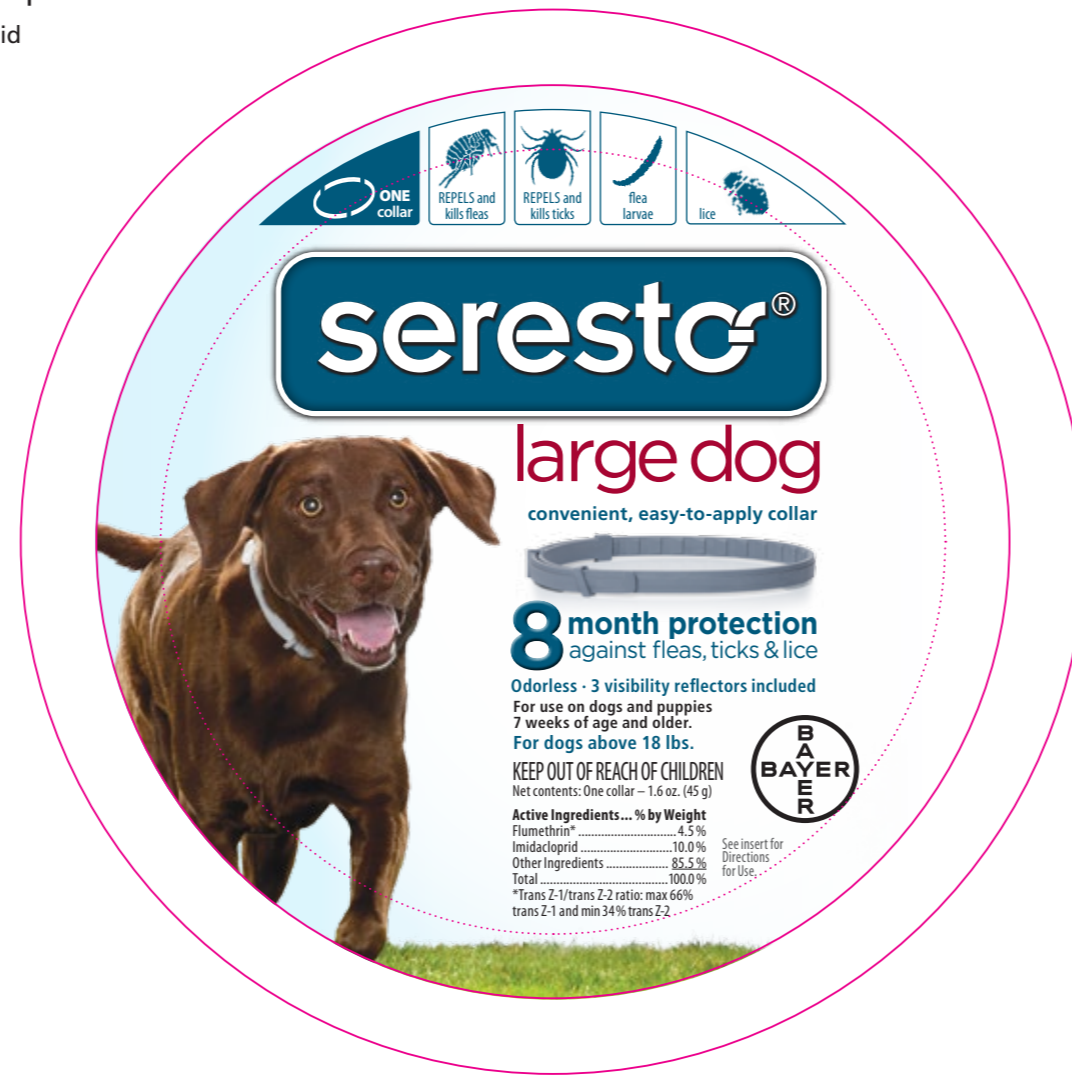 id
ONE
collar
REPELS and
kills fleas
REPELS and
kills ticks
flea
larvae
lice
seresto®
large dog
convenient, easy-to-apply collar
8 month protection
against fleas, ticks & lice
Odorless · 3 visibility reflectors included
For use on dogs and puppies
7 weeks of age and older.
For dogs above 18 lbs.
KEEP OUT OF REACH OF CHILDREN
Net contents: One collar – 1.6 oz. (45 g)
BAYER
BAYER
Active Ingredients... % by Weight
Flumethrin* ................................ 4.5 %
Imidacloprid ..............................10.0 %
Other Ingredients .................... 85.5 %
Total ..........................................100.0 %
*Trans Z-1/trans Z-2 ratio: max 66%
trans Z-1 and min 34% trans Z-2
See insert for
Directions
for Use.